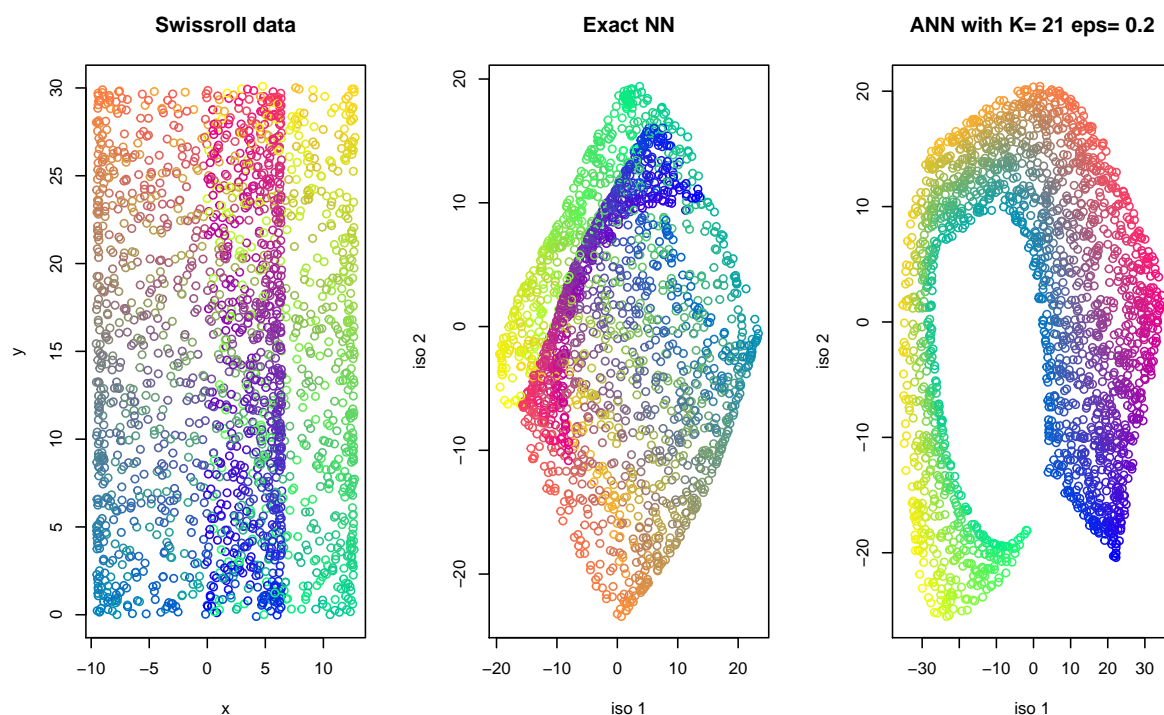 Swissroll data
30
25
20
15
10
5
0
y
−10 −5 0 5 10
x
Exact NN
20
10
0
−10
−20
iso 2
−20 −10 0 10 20
iso 1
ANN with K= 21 eps= 0.2
20
10
0
−10
−20
iso 2
−30 −10 0 10 20 30
iso 1